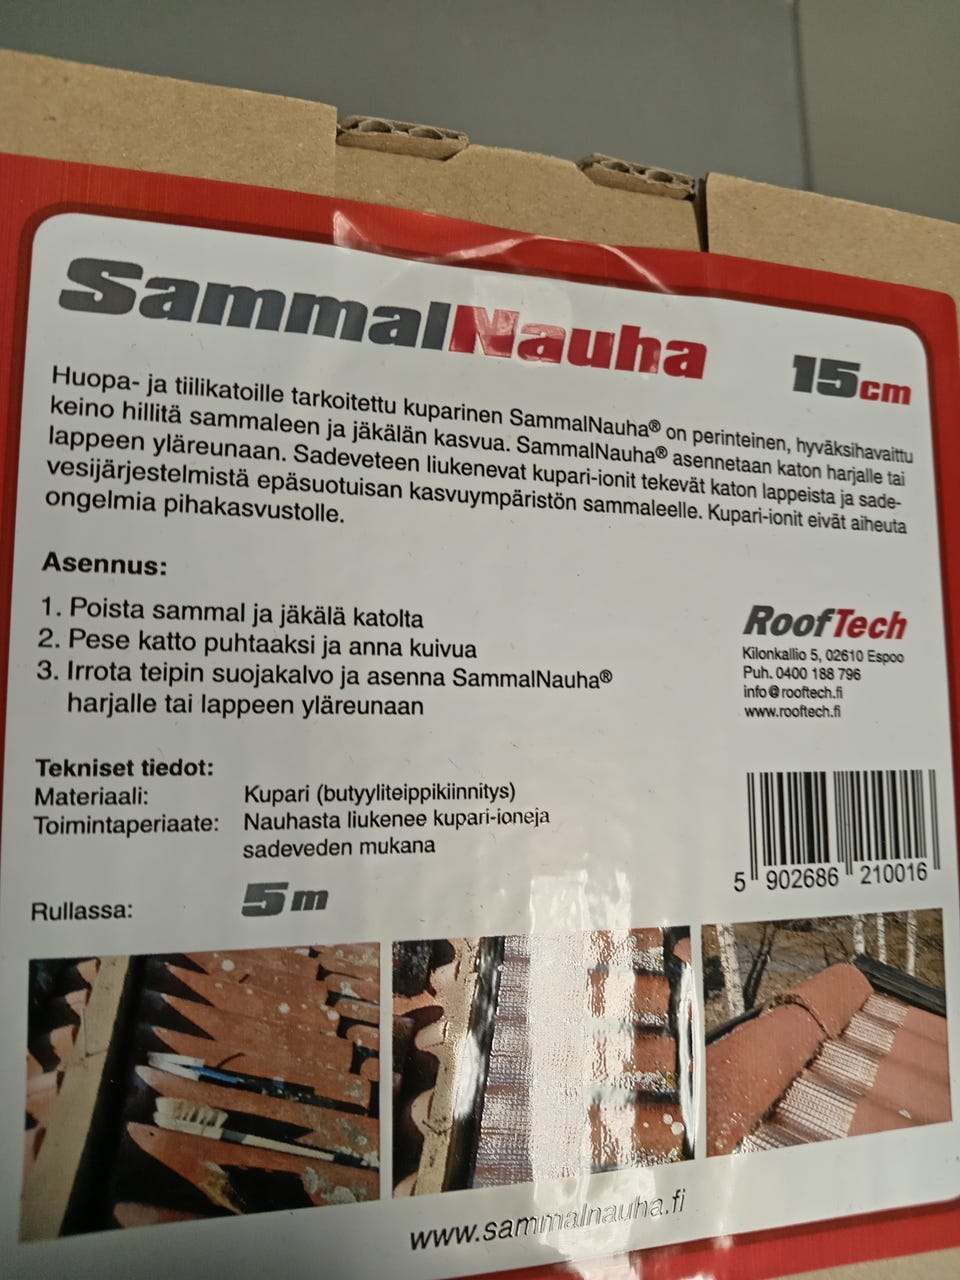 SammalNauha
15cm
Huopa- ja tiilikatoille tarkoitettu kuparinen SammalNauha® on perinteinen, hyväksihavaittu
keino hillitä sammaleen ja jäkälän kasvua. SammalNauha® asennetaan katon harjalle tai
lappeen yläreunaan. Sadeveteen liukenevat kupari-ionit tekevät katon lappeista ja sade-
vesijärjestelmistä epäsuotuisan kasvuympäristön sammaleelle. Kupari-ionit eivät aiheuta
ongelmia pihakasvustolle.
Asennus:
1. Poista sammal ja jäkälä katolta
2. Pese katto puhtaaksi ja anna kuivua
3. Irrota teipin suojakalvo ja asenna SammalNauha®
harjalle tai lappeen yläreunaan
RoofTech
Kilonkallio 5, 02610 Espoo
Puh. 0400 188 796
info@rooftech.fi
www.rooftech.fi
Tekniset tiedot:
Materiaali: Kupari (butyyliteippikiinnitys)
Toimintaperiaate: Nauhasta liukenee kupari-ioneja
sadeveden mukana
Rullassa: 5 m
5 902686 210016
www.sammalnauha.fi